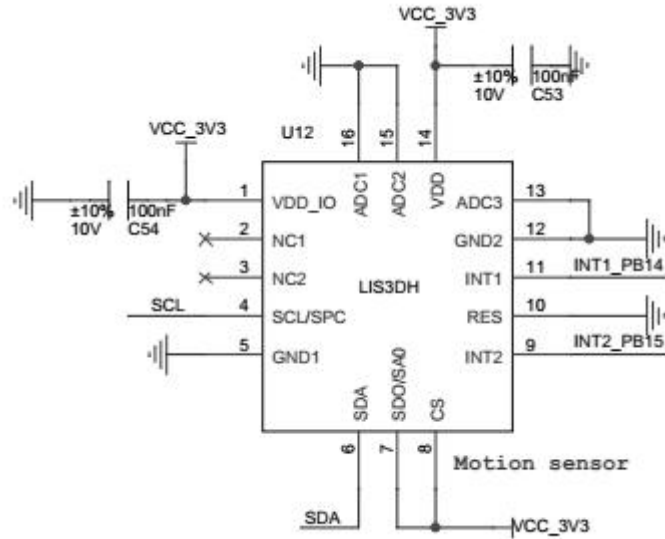 VCC_3V3
±10% 100nF
10V C53
VCC_3V3
U12
16 15 14
±10% 100nF
10V C54
1 VDD_IO ADC1 ADC2 VDD ADC3 13
2 NC1 GND2 12
3 NC2 LIS3DH INT1 11 INT1_PB14
SCL 4 SCL/SPC RES 10
5 GND1 INT2 9 INT2_PB15
SDA SDO/SA0 CS
6 7 8
Motion sensor
SDA VCC_3V3